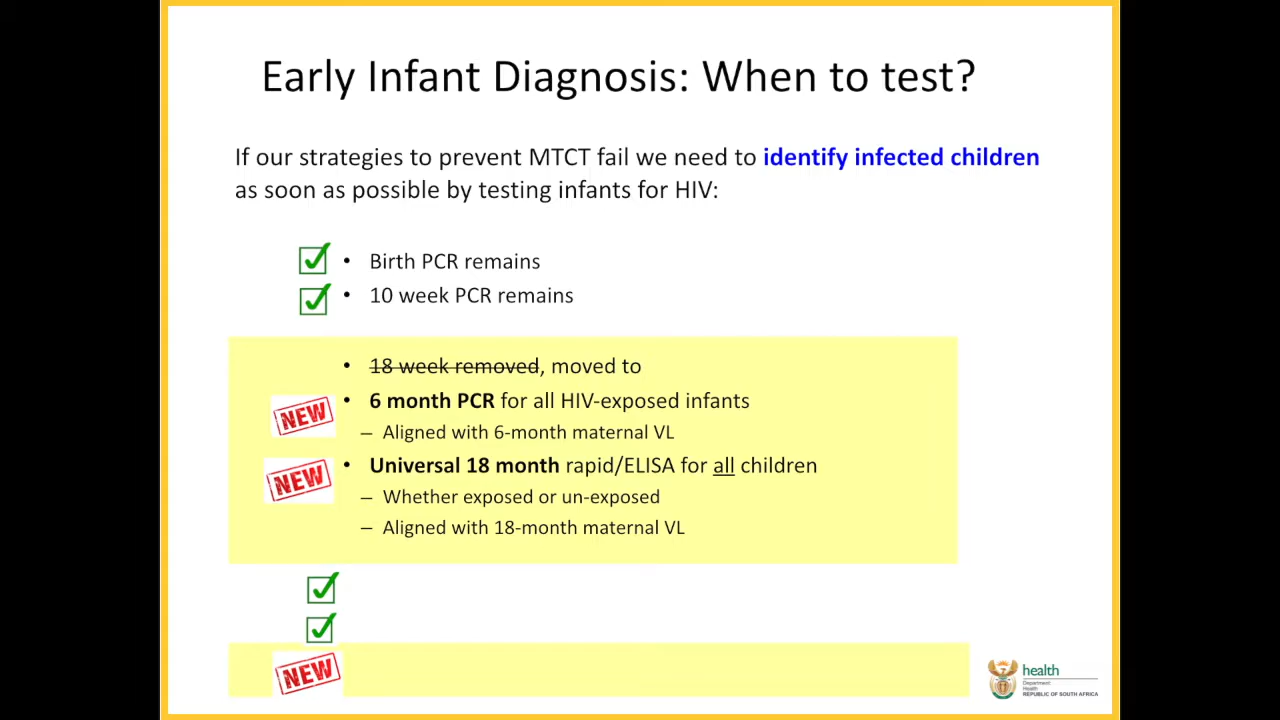 Early Infant Diagnosis: When to test?
If our strategies to prevent MTCT fail we need to identify infected children
as soon as possible by testing infants for HIV:
• Birth PCR remains
• 10 week PCR remains
• 18 week removed, moved to
NEW
• 6 month PCR for all HIV-exposed infants
– Aligned with 6-month maternal VL
NEW
• Universal 18 month rapid/ELISA for all children
– Whether exposed or un-exposed
– Aligned with 18-month maternal VL
NEW
health
Department:
Health
REPUBLIC OF SOUTH AFRICA